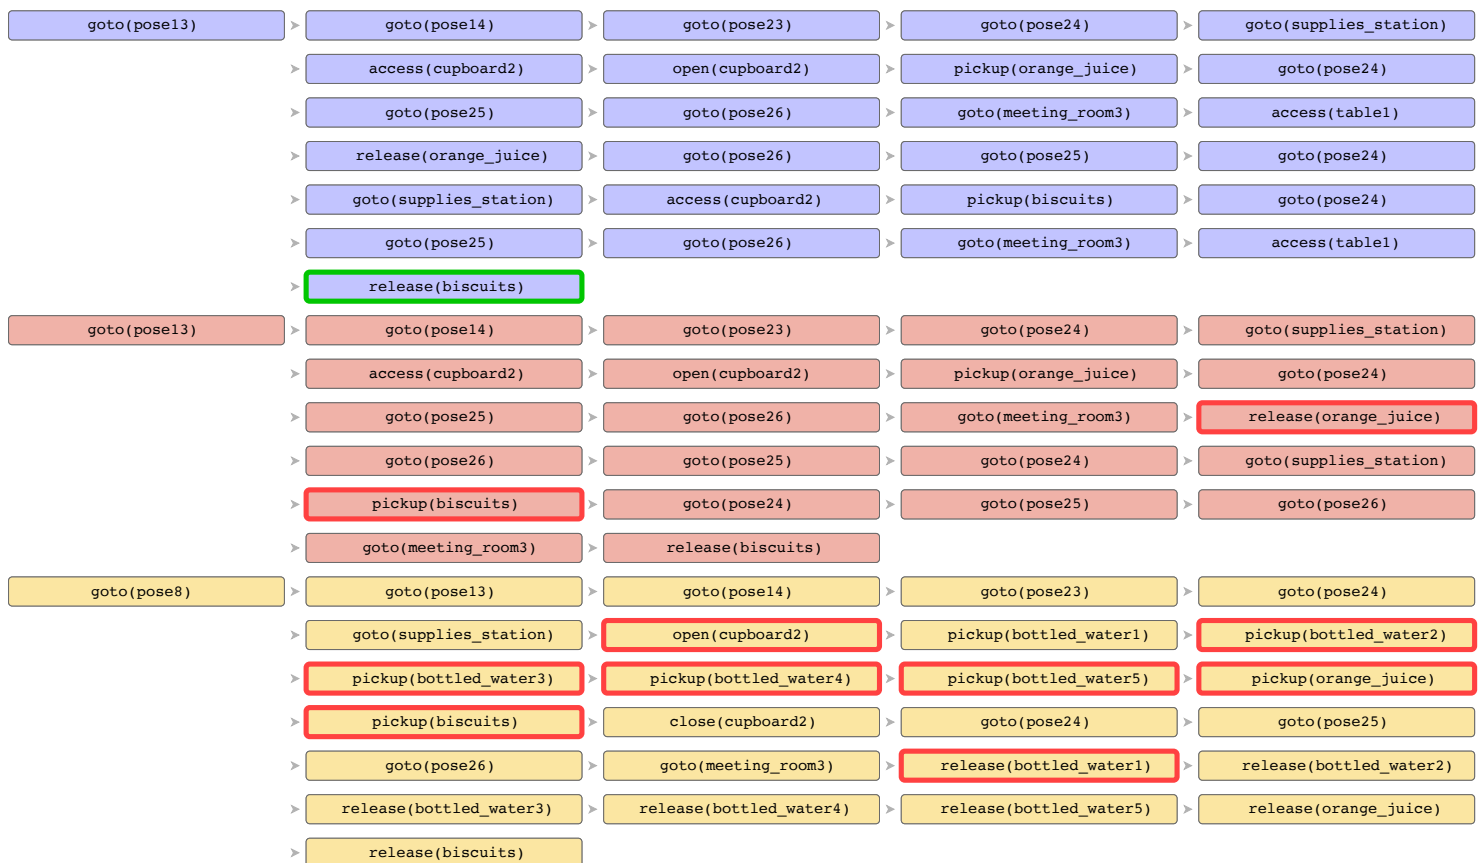 goto(pose13) goto(pose14) goto(pose23) goto(pose24) goto(supplies_station)
access(cupboard2) open(cupboard2) pickup(orange_juice) goto(pose24)
goto(pose25) goto(pose26) goto(meeting_room3) access(table1)
release(orange_juice) goto(pose26) goto(pose25) goto(pose24)
goto(supplies_station) access(cupboard2) pickup(biscuits) goto(pose24)
goto(pose25) goto(pose26) goto(meeting_room3) access(table1)
release(biscuits)
goto(pose13) goto(pose14) goto(pose23) goto(pose24) goto(supplies_station)
access(cupboard2) open(cupboard2) pickup(orange_juice) goto(pose24)
goto(pose25) goto(pose26) goto(meeting_room3) release(orange_juice)
goto(pose26) goto(pose25) goto(pose24) goto(supplies_station)
pickup(biscuits) goto(pose24) goto(pose25) goto(pose26)
goto(meeting_room3) release(biscuits)
goto(pose8) goto(pose13) goto(pose14) goto(pose23) goto(pose24)
goto(supplies_station) open(cupboard2) pickup(bottled_water1) pickup(bottled_water2)
pickup(bottled_water3) pickup(bottled_water4) pickup(bottled_water5) pickup(orange_juice)
pickup(biscuits) close(cupboard2) goto(pose24) goto(pose25)
goto(pose26) goto(meeting_room3) release(bottled_water1) release(bottled_water2)
release(bottled_water3) release(bottled_water4) release(bottled_water5) release(orange_juice)
release(biscuits)